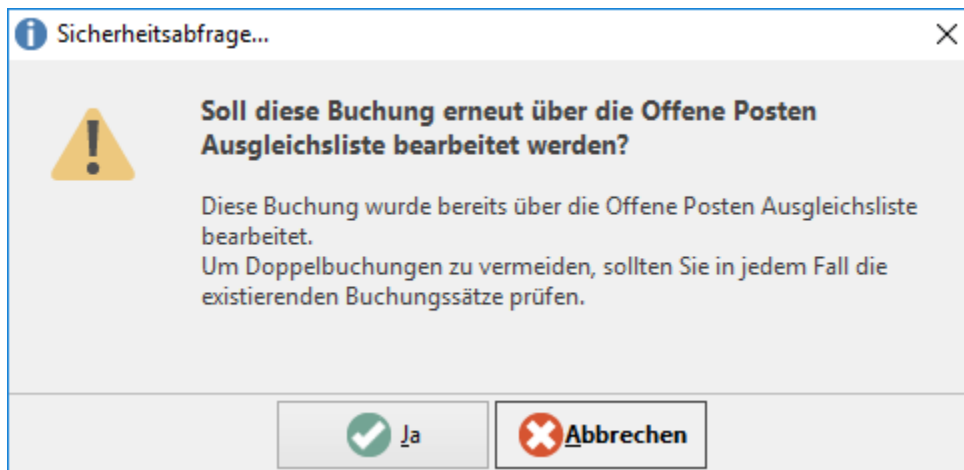 Sicherheitsabfrage...
Soll diese Buchung erneut über die Offene Posten
Ausgleichsliste bearbeitet werden?
Diese Buchung wurde bereits über die Offene Posten Ausgleichsliste
bearbeitet.
Um Doppelbuchungen zu vermeiden, sollten Sie in jedem Fall die
existierenden Buchungssätze prüfen.
Ja
Abbrechen